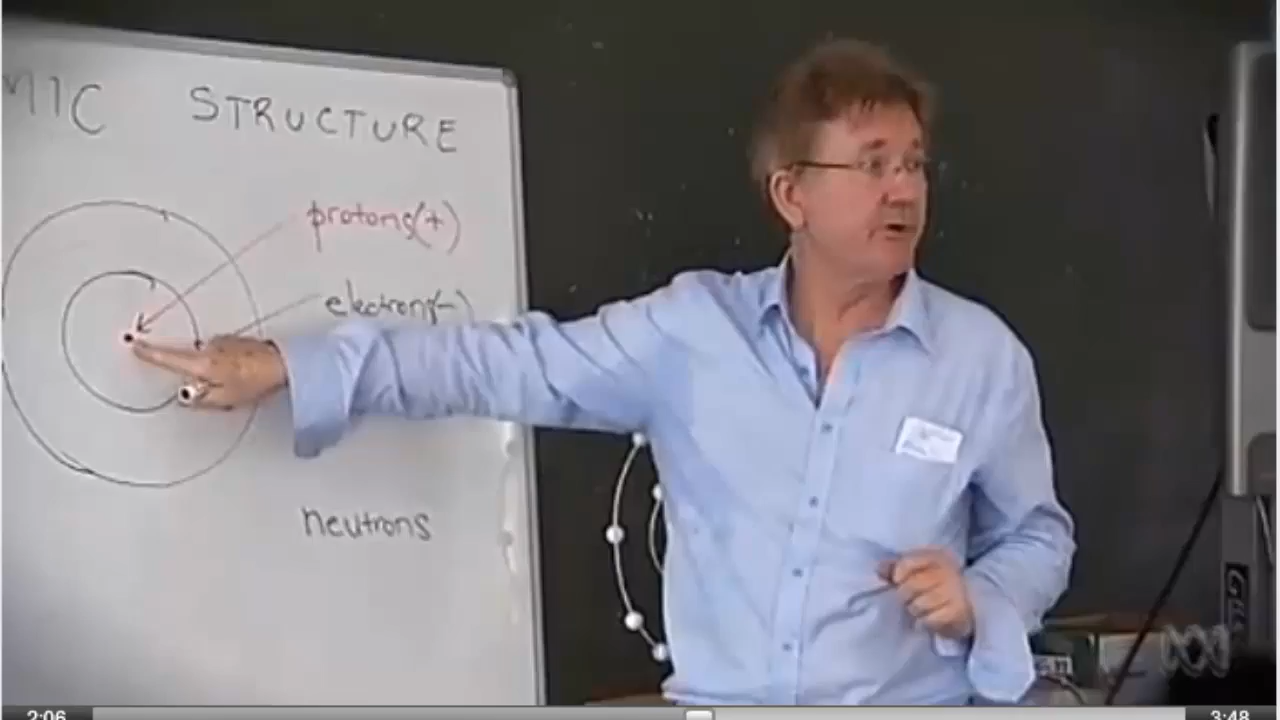 MIC STRUCTURE
protons(+)
electrons(-)
neutrons
2:06
3:48